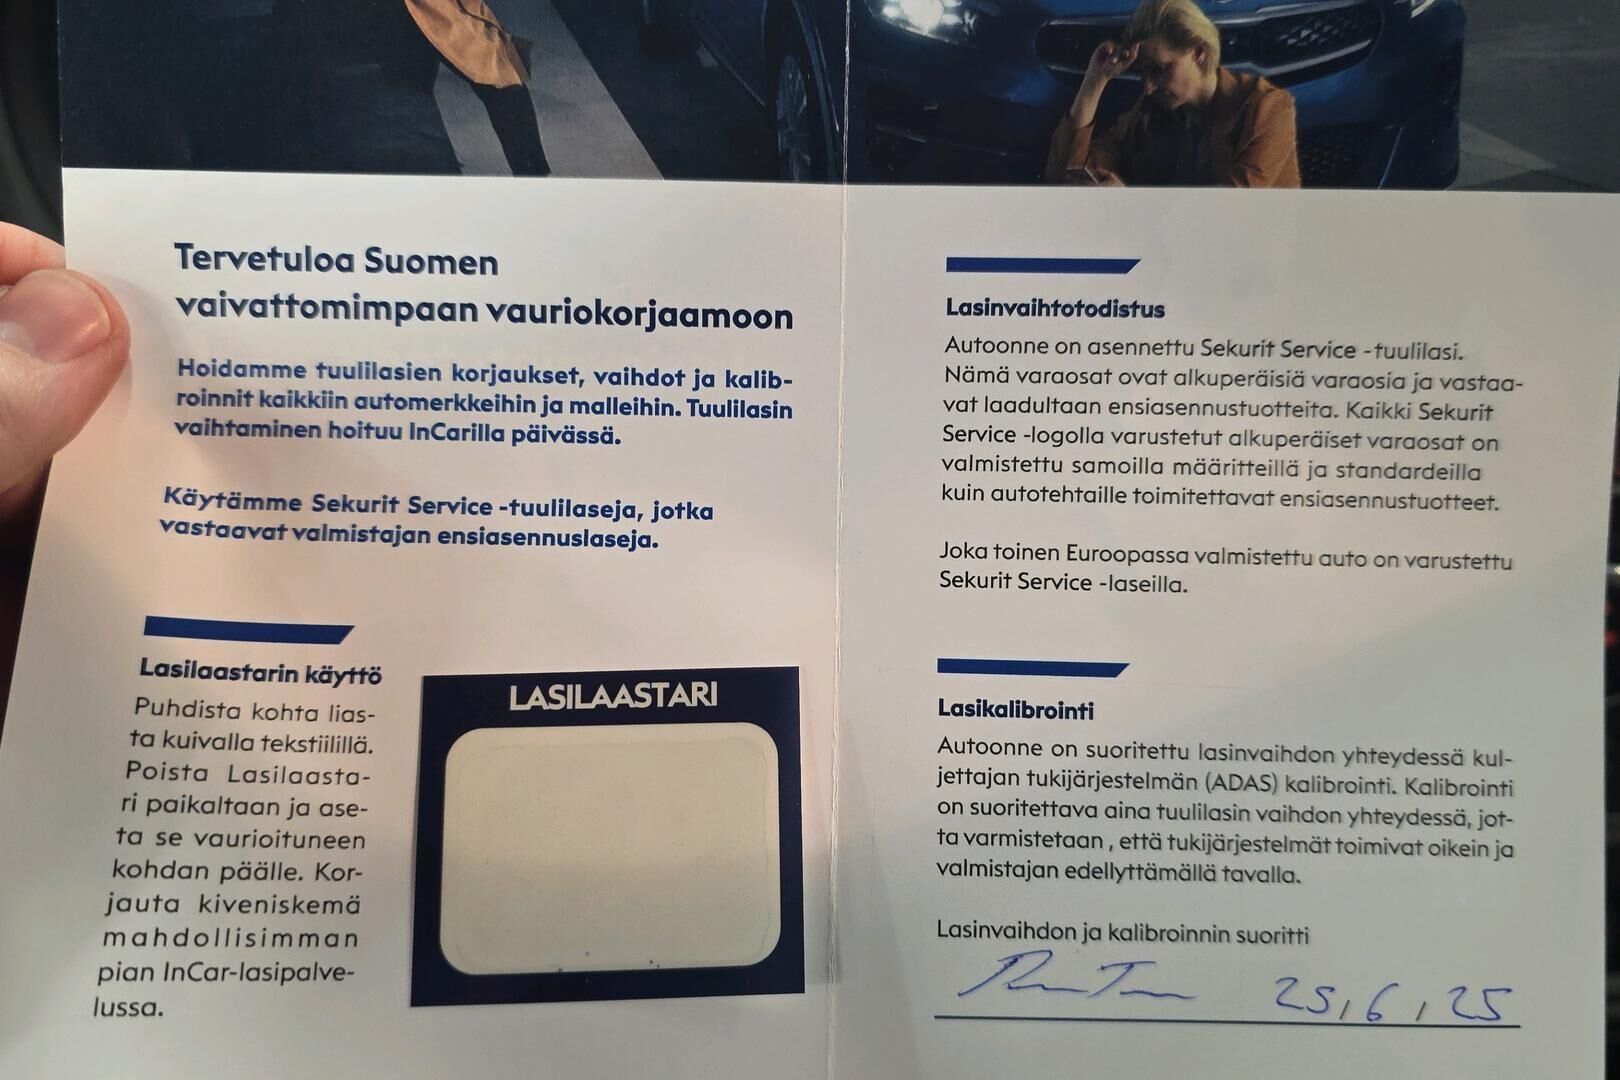 Tervetuloa Suomen
vaivattomimpaan vauriokorjaamoon
Hoidamme tuulilasien korjaukset, vaihdot ja kalib-
roinnit kaikkiin automerkkeihin ja malleihin. Tuulilasin
vaihtaminen hoituu InCarilla päivässä.
Käytämme Sekurit Service -tuulilaseja, jotka
vastaavat valmistajan ensiasennuslaseja.
Lasilaastarin käyttö
Puhdista kohta lias-
ta kuivalla tekstiilillä.
Poista Lasilaasta-
ri paikaltaan ja ase-
ta se vaurioituneen
kohdan päälle. Kor-
jauta kiveniskemä
mahdollisimman
pian InCar-lasipalve-
lussa.
LASILAASTARI
Lasinvaihtotodistus
Autoonne on asennettu Sekurit Service -tuulilasi.
Nämä varaosat ovat alkuperäisiä varaosia ja vastaa-
vat laadultaan ensiasennustuotteita. Kaikki Sekurit
Service -logolla varustetut alkuperäiset varaosat on
valmistettu samoilla määritteillä ja standardeilla
kuin autotehtaille toimitettavat ensiasennustuotteet.
Joka toinen Euroopassa valmistettu auto on varustettu
Sekurit Service -laseilla.
Lasikalibrointi
Autoonne on suoritettu lasinvaihdon yhteydessä kul-
jettajan tukijärjestelmän (ADAS) kalibrointi. Kalibrointi
on suoritettava aina tuulilasin vaihdon yhteydessä, jot-
ta varmistetaan , että tukijärjestelmät toimivat oikein ja
valmistajan edellyttämällä tavalla.
Lasinvaihdon ja kalibroinnin suoritti
25/6/25